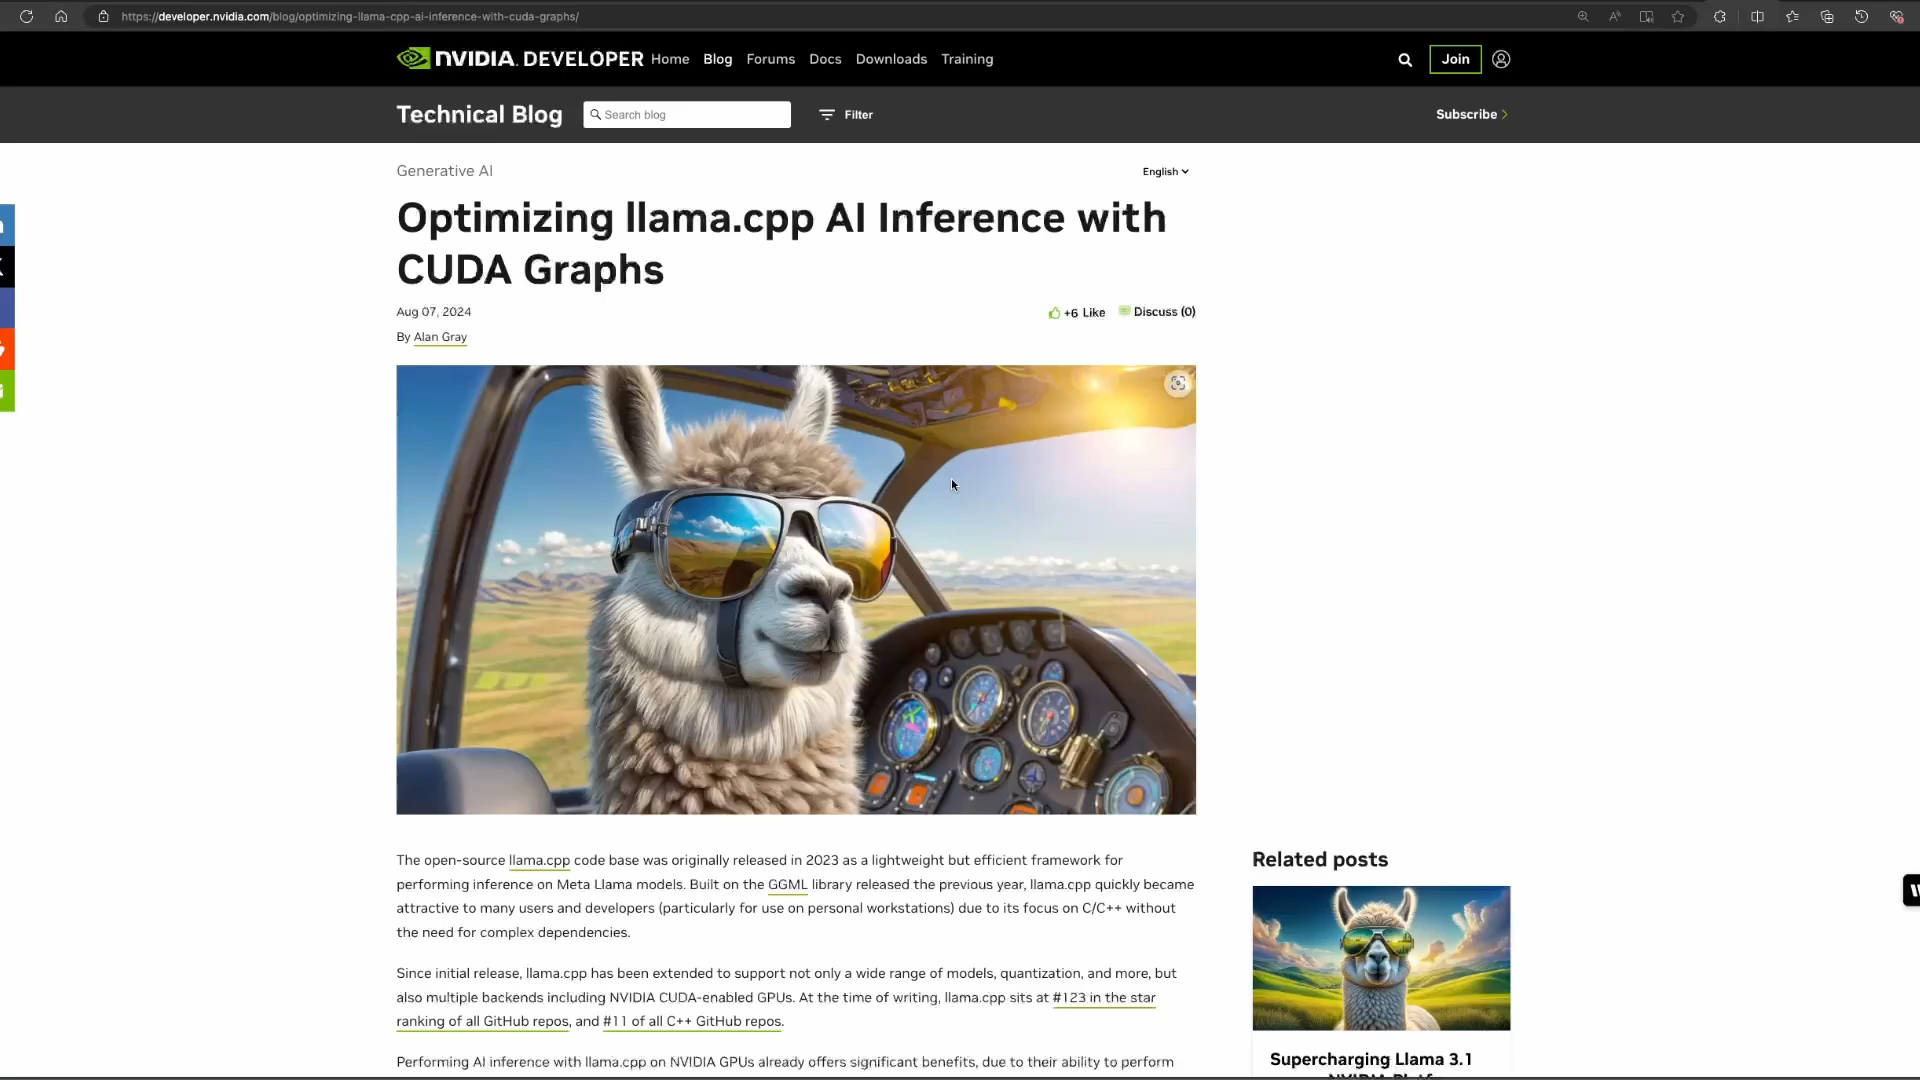 https://developer.nvidia.com/blog/optimizing-llama-cpp-ai-inference-with-cuda-graphs/
NVIDIA. DEVELOPER Home Blog Forums Docs Downloads Training Join
Technical Blog Search blog Filter Subscribe
Generative AI English
Optimizing llama.cpp AI Inference with
CUDA Graphs
Aug 07, 2024 +6 Like Discuss (0)
By Alan Gray
The open-source llama.cpp code base was originally released in 2023 as a lightweight but efficient framework for
performing inference on Meta Llama models. Built on the GGML library released the previous year, llama.cpp quickly became
attractive to many users and developers (particularly for use on personal workstations) due to its focus on C/C++ without
the need for complex dependencies.
Since initial release, llama.cpp has been extended to support not only a wide range of models, quantization, and more, but
also multiple backends including NVIDIA CUDA-enabled GPUs. At the time of writing, llama.cpp sits at #123 in the star
ranking of all GitHub repos, and #11 of all C++ GitHub repos.
Performing AI inference with llama.cpp on NVIDIA GPUs already offers significant benefits, due to their ability to perform
Related posts
Supercharging Llama 3.1